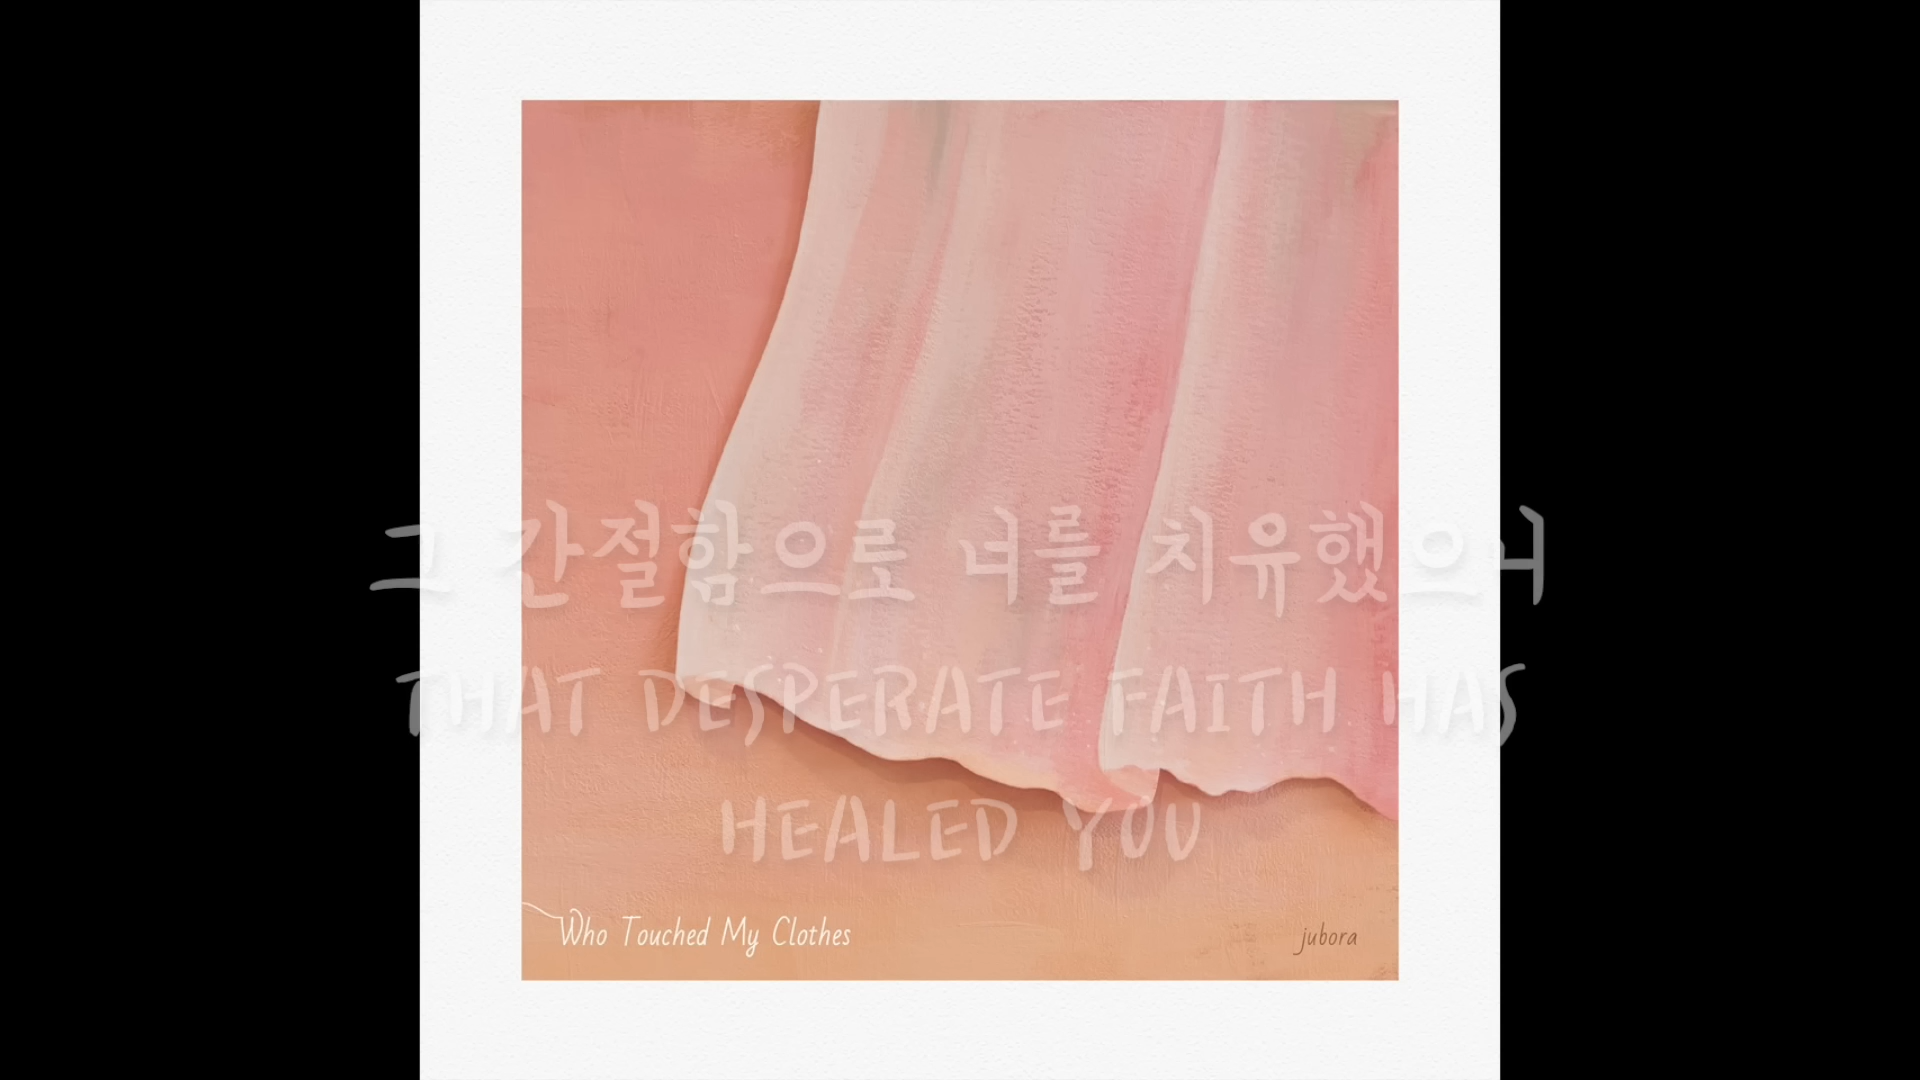 그 간절함으로 너를 치유했으니
THAT DESPERATE FAITH HAS
HEALED YOU
Who Touched My Clothes
jubora